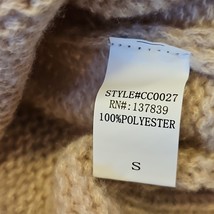 STYLE#CC0027
RN#: 137839
100%POLYESTER
S